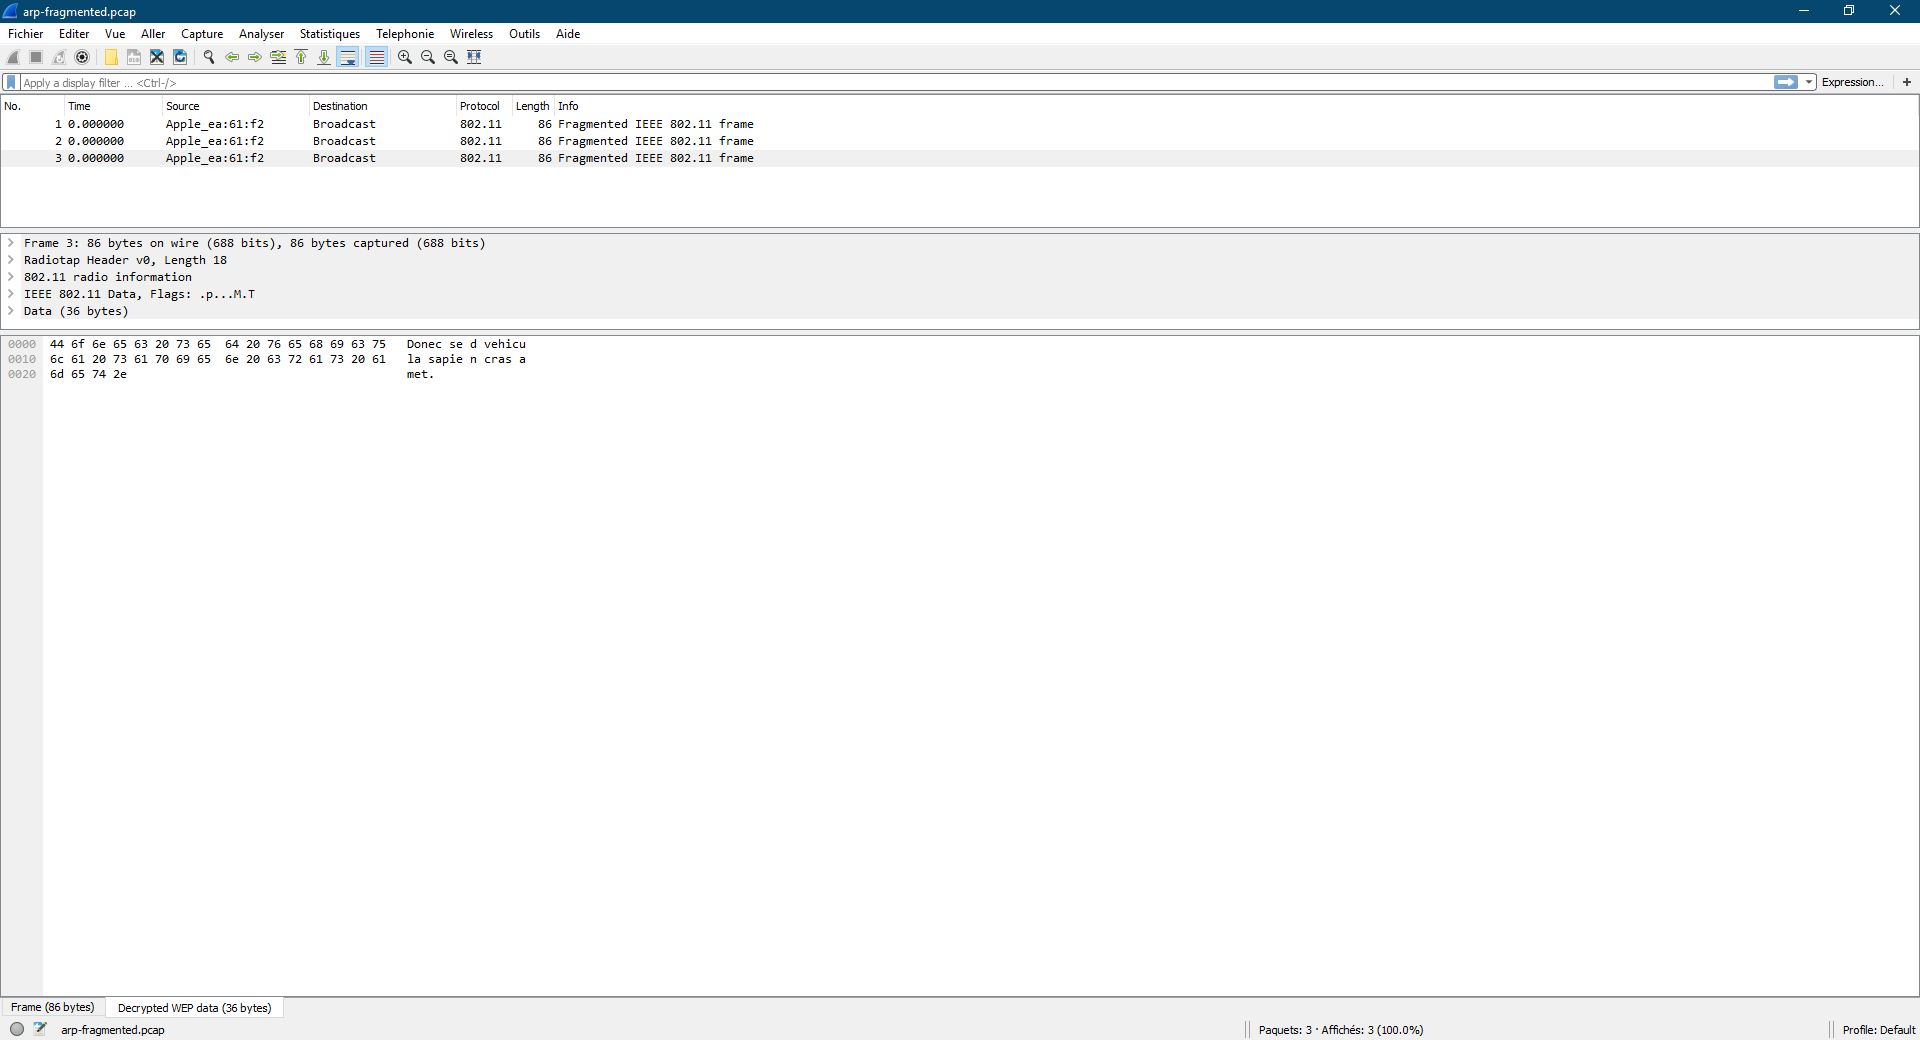 arp-fragmented.pcap
Fichier Editer Vue Aller Capture Analyser Statistiques Telephonie Wireless Outils Aide
Apply a display filter ... <Ctrl-/> Expression... +
No. Time Source Destination Protocol Length Info
1 0.000000 Apple_ea:61:f2 Broadcast 802.11 86 Fragmented IEEE 802.11 frame
2 0.000000 Apple_ea:61:f2 Broadcast 802.11 86 Fragmented IEEE 802.11 frame
3 0.000000 Apple_ea:61:f2 Broadcast 802.11 86 Fragmented IEEE 802.11 frame
Frame 3: 86 bytes on wire (688 bits), 86 bytes captured (688 bits)
Radiotap Header v0, Length 18
802.11 radio information
IEEE 802.11 Data, Flags: .p...M.T
Data (36 bytes)
0000 44 6f 6e 65 63 20 73 65 64 20 76 65 68 69 63 75 Donec se d vehicu
0010 6c 61 20 73 61 70 69 65 6e 20 63 72 61 73 20 61 la sapie n cras a
0020 6d 65 74 2e met.
Frame (86 bytes) Decrypted WEP data (36 bytes)
arp-fragmented.pcap Paquets: 3 · Affichés: 3 (100.0%) Profile: Default